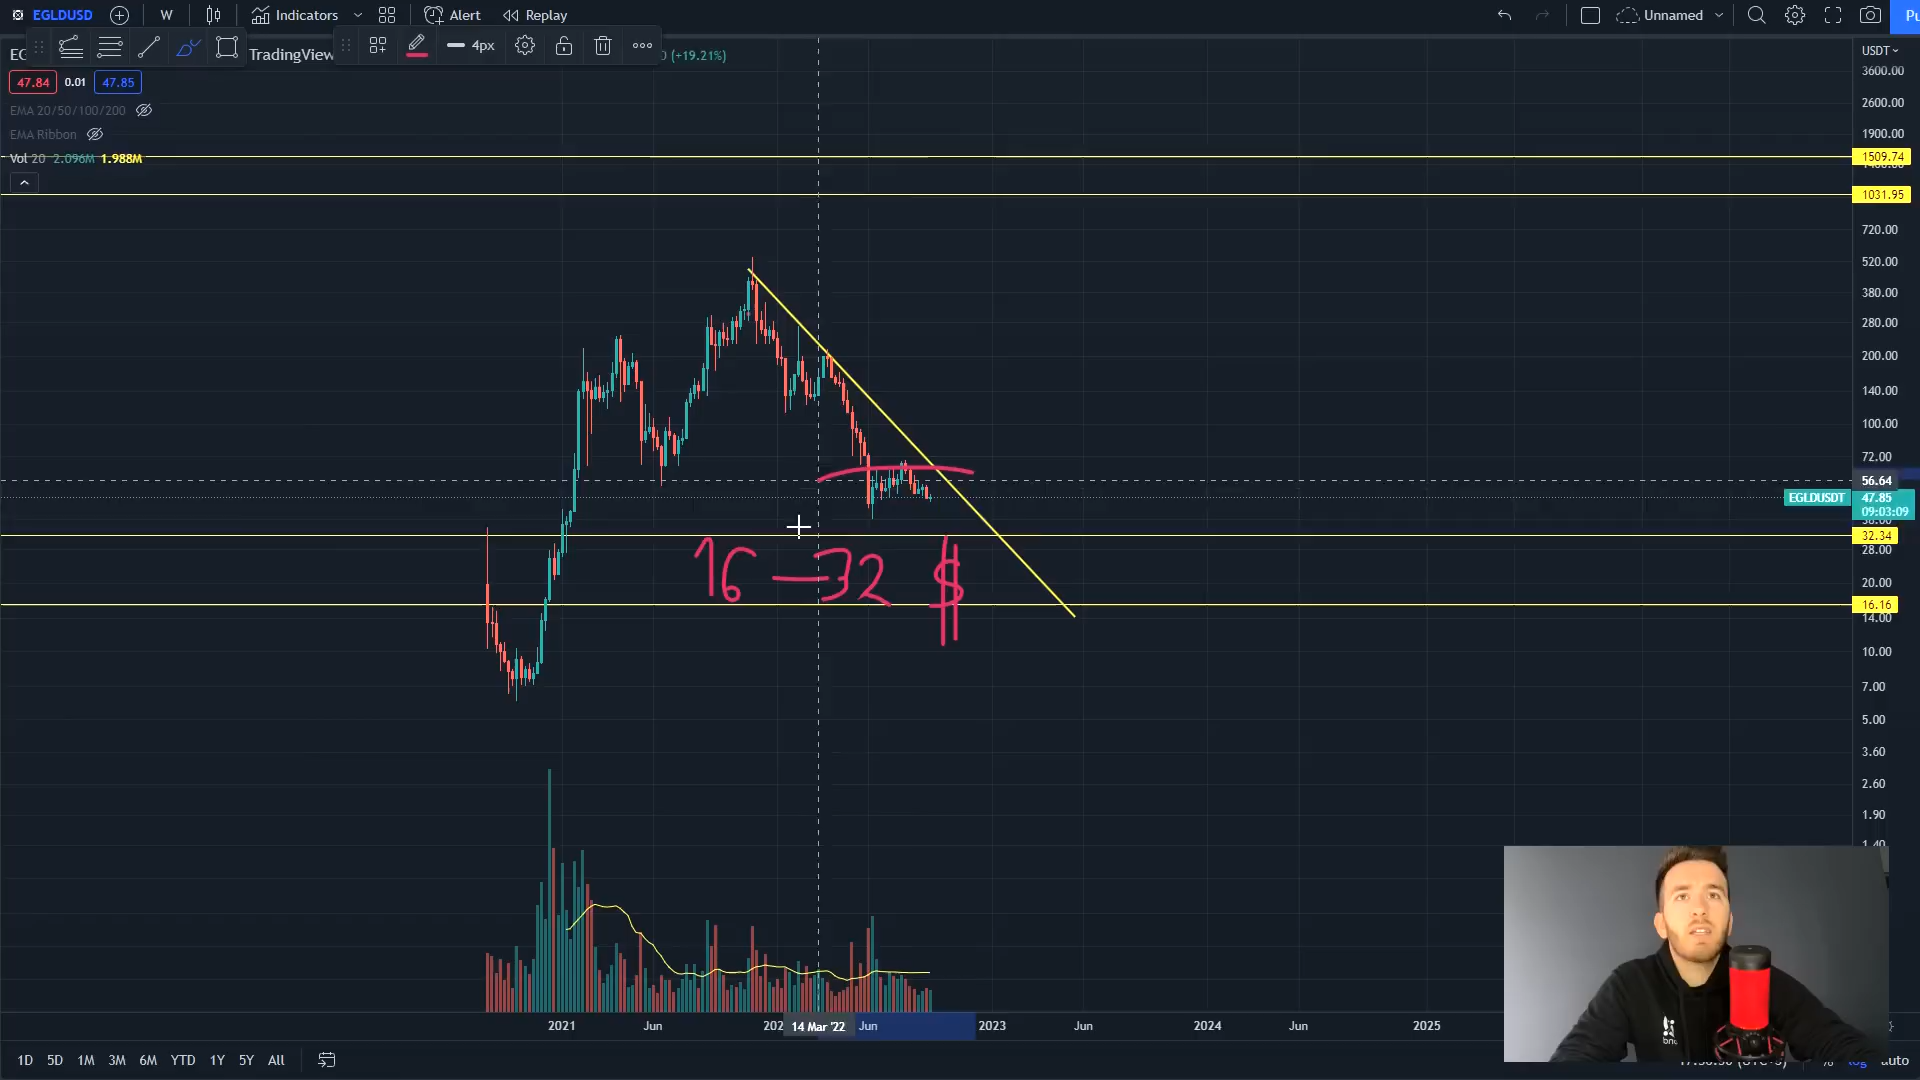 EGLDUSD W Indicators Alert Replay Unnamed
EG TradingView 4px (+19.21%) USDT
47.84 0.01 47.85
EMA 20/50/100/200
EMA Ribbon
Vol 20 2.096M 1.988M
3600.00
2600.00
1900.00
1509.74
1031.95
720.00
520.00
380.00
280.00
200.00
140.00
100.00
72.00
56.64
EGLDUSDT 47.85
09:03:09
32.34
28.00
16 — 32 $
20.00
16.16
14.00
10.00
7.00
5.00
3.60
2.60
1.90
1.40
2021 Jun 14 Mar '22 Jun 2023 Jun 2024 Jun 2025
1D 5D 1M 3M 6M YTD 1Y 5Y All % log auto